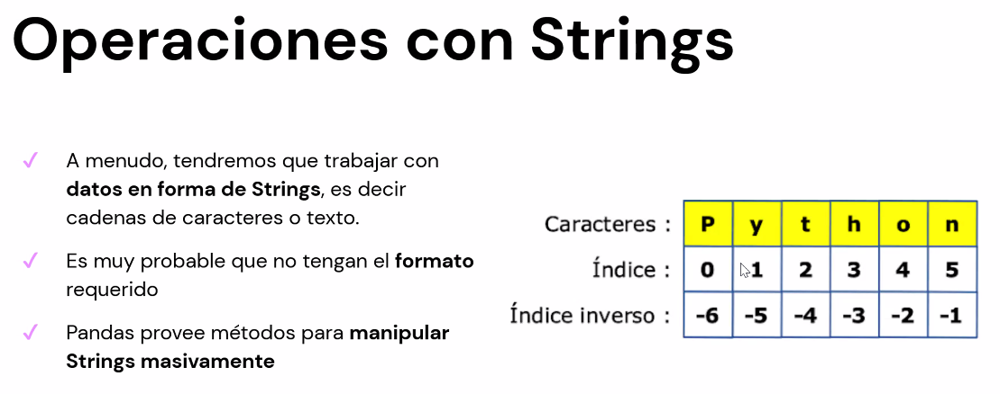 Operaciones con Strings
✓ A menudo, tendremos que trabajar con
datos en forma de Strings, es decir
cadenas de caracteres o texto.
✓ Es muy probable que no tengan el formato
requerido
✓ Pandas provee métodos para manipular
Strings masivamente
Caracteres : P y t h o n
Índice : 0 1 2 3 4 5
Índice inverso : -6 -5 -4 -3 -2 -1